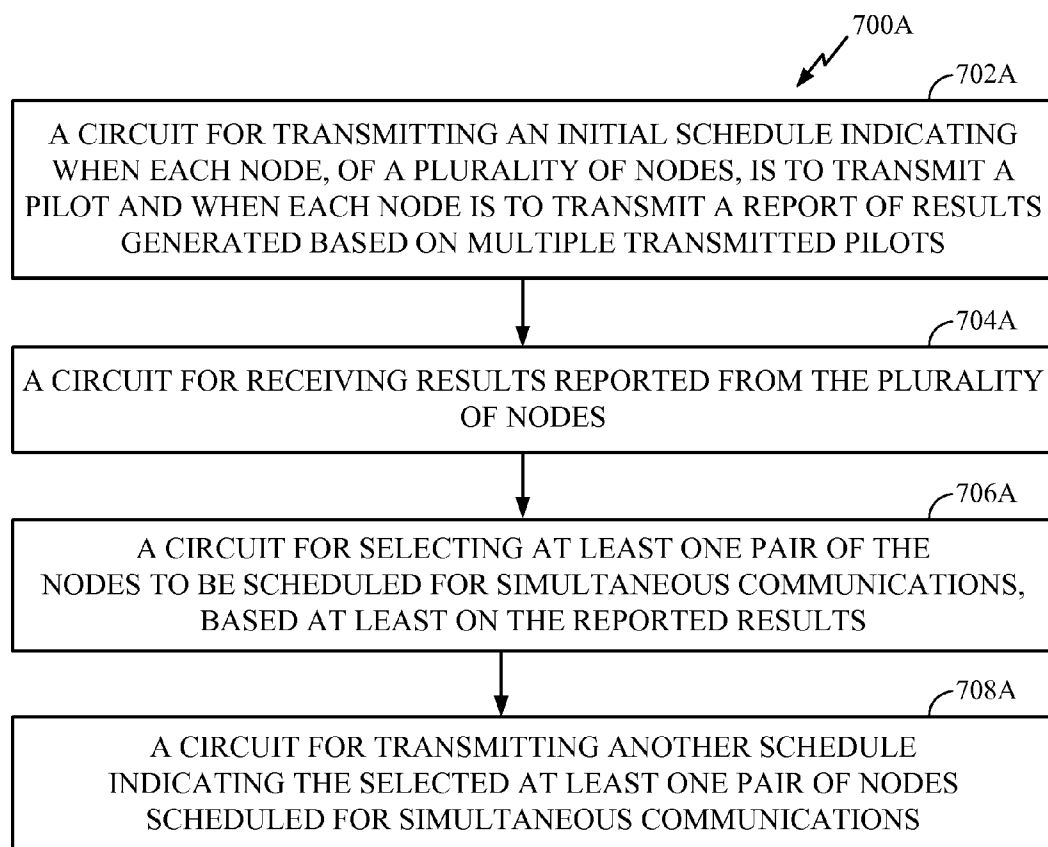 700A
702A
A CIRCUIT FOR TRANSMITTING AN INITIAL SCHEDULE INDICATING
WHEN EACH NODE, OF A PLURALITY OF NODES, IS TO TRANSMIT A
PILOT AND WHEN EACH NODE IS TO TRANSMIT A REPORT OF RESULTS
GENERATED BASED ON MULTIPLE TRANSMITTED PILOTS
704A
A CIRCUIT FOR RECEIVING RESULTS REPORTED FROM THE PLURALITY
OF NODES
706A
A CIRCUIT FOR SELECTING AT LEAST ONE PAIR OF THE
NODES TO BE SCHEDULED FOR SIMULTANEOUS COMMUNICATIONS,
BASED AT LEAST ON THE REPORTED RESULTS
708A
A CIRCUIT FOR TRANSMITTING ANOTHER SCHEDULE
INDICATING THE SELECTED AT LEAST ONE PAIR OF NODES
SCHEDULED FOR SIMULTANEOUS COMMUNICATIONS